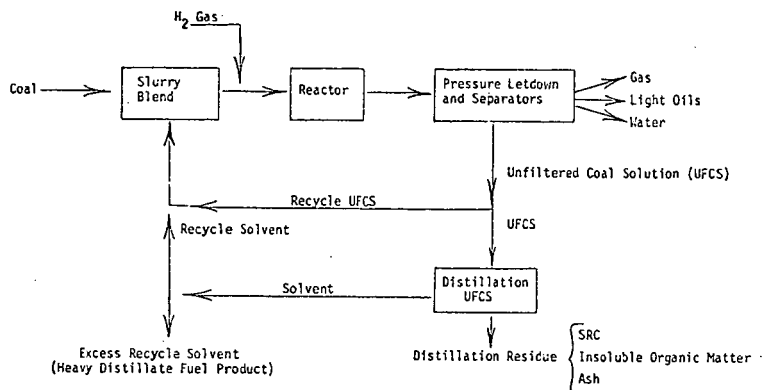 H2 Gas
Coal
Slurry
Blend
Reactor
Pressure Letdown
and Separators
Gas
Light Oils
Water
Unfiltered Coal Solution (UFCS)
Recycle UFCS
UFCS
Recycle Solvent
Solvent
Distillation
UFCS
Excess Recycle Solvent
(Heavy Distillate Fuel Product)
Distillation Residue
SRC
Insoluble Organic Matter
Ash